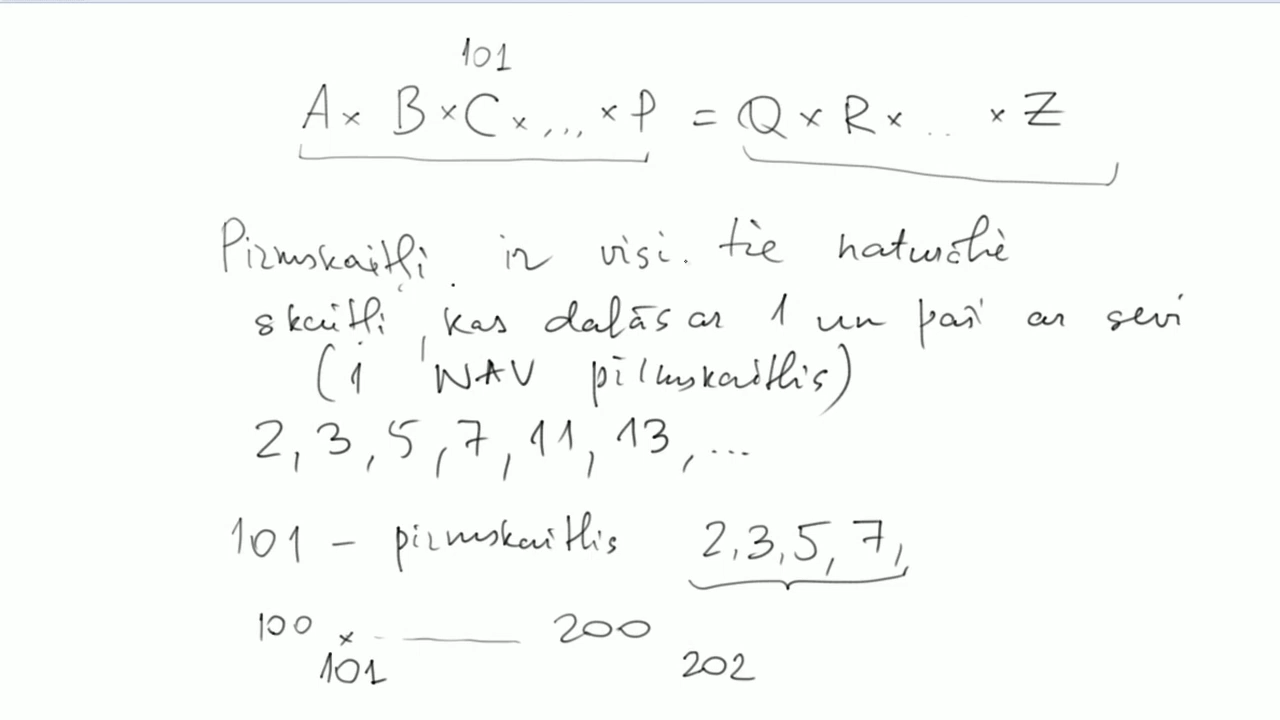 101
A × B × C × ... × P = Q × R × .. × Z
Pirmskaitļi ir visi tie naturālie
skaitļi, kas dalās ar 1 un paš ar sevi
(1 NAV pirmskaitlis)
2, 3, 5, 7, 11, 13, ...
101 – pirmskaitlis 2, 3, 5, 7,
100 × 200
101 202